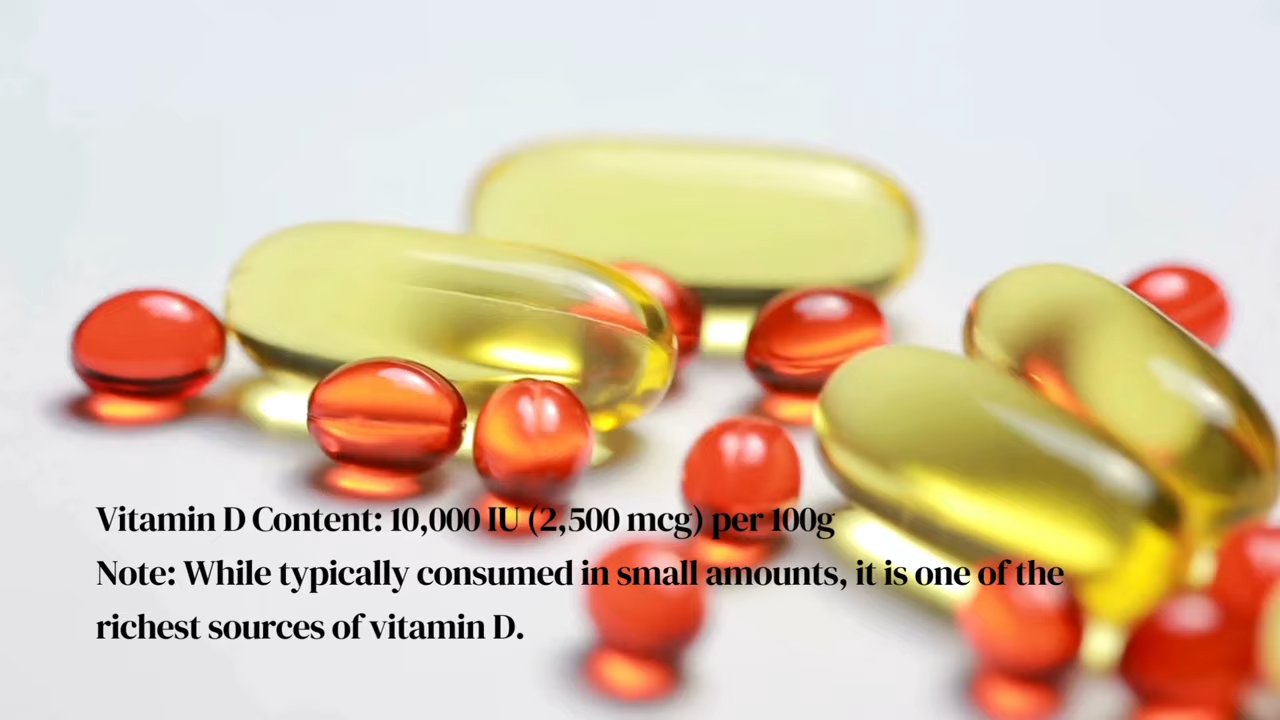 Vitamin D Content: 10,000 IU (2,500 mcg) per 100g
Note: While typically consumed in small amounts, it is one of the
richest sources of vitamin D.